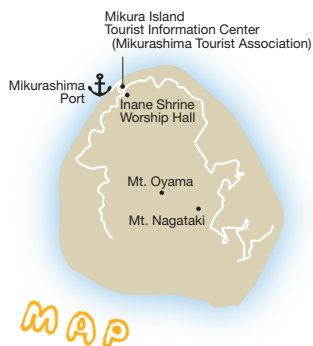 Mikura Island
Tourist Information Center
(Mikurashima Tourist Association)
Mikurashima
Port
Inane Shrine
Worship Hall
Mt. Oyama
Mt. Nagataki
MAP